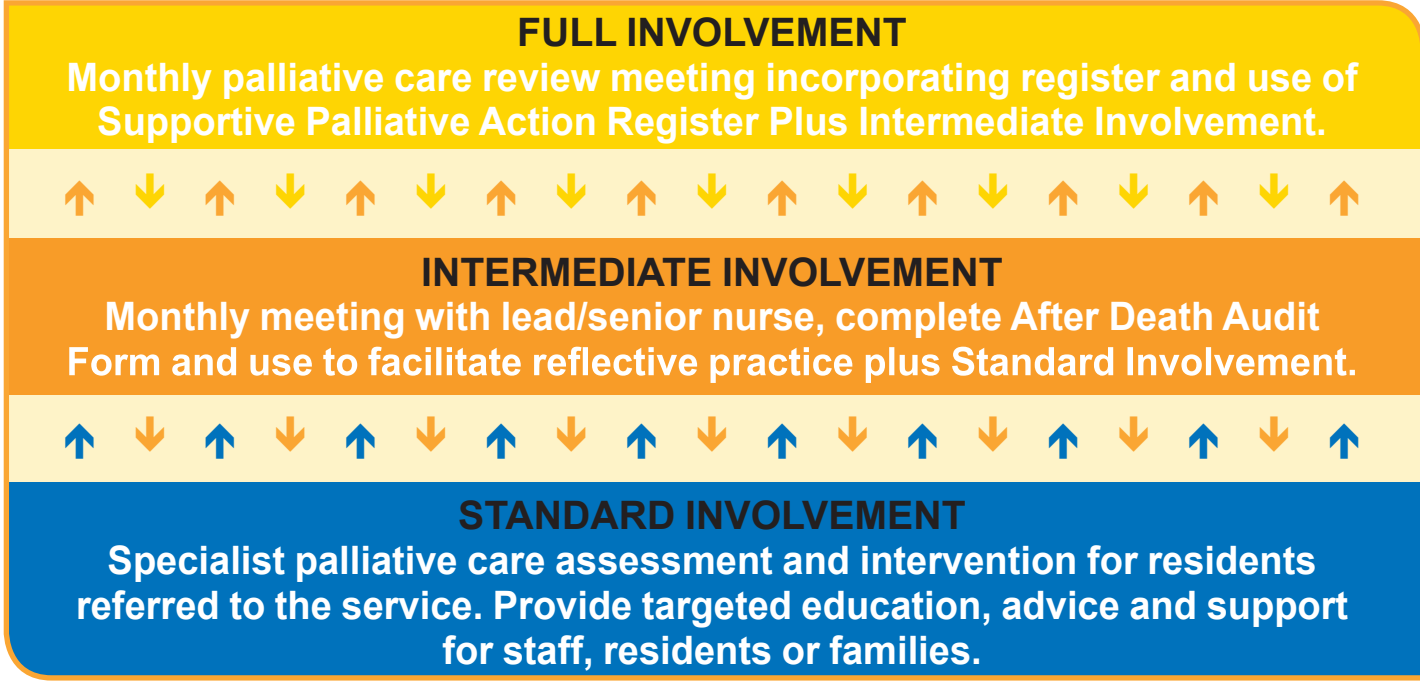 FULL INVOLVEMENT
Monthly palliative care review meeting incorporating register and use of
Supportive Palliative Action Register Plus Intermediate Involvement.
INTERMEDIATE INVOLVEMENT
Monthly meeting with lead/senior nurse, complete After Death Audit
Form and use to facilitate reflective practice plus Standard Involvement.
STANDARD INVOLVEMENT
Specialist palliative care assessment and intervention for residents
referred to the service. Provide targeted education, advice and support
for staff, residents or families.